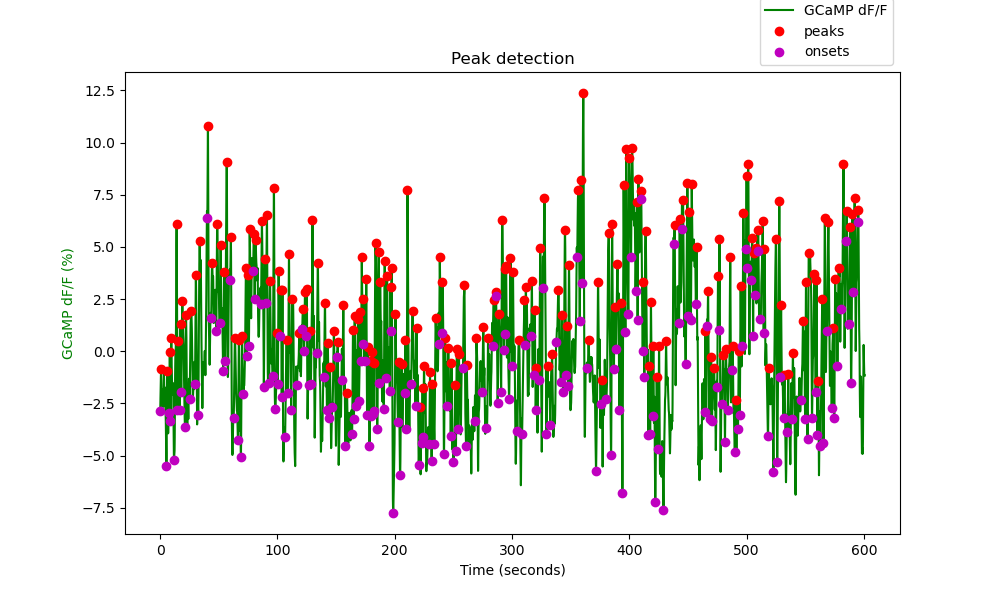 GCaMP dF/F
peaks
onsets
Peak detection
GCaMP dF/F (%)
12.5
10.0
7.5
5.0
2.5
0.0
−2.5
−5.0
−7.5
0 100 200 300 400 500 600
Time (seconds)